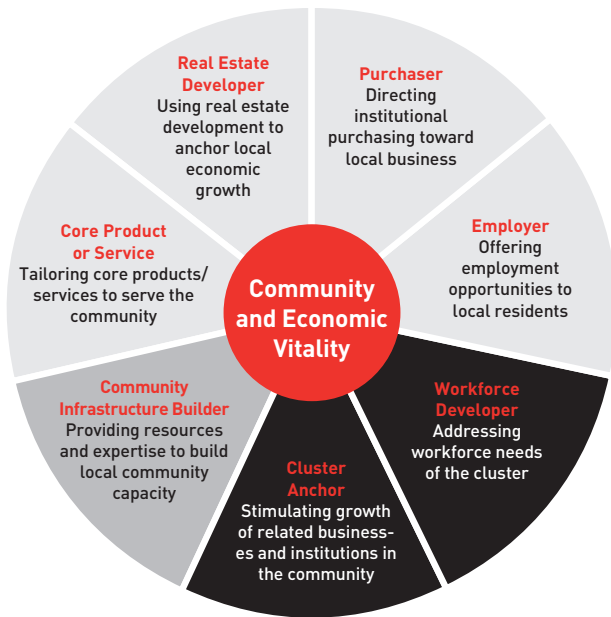 Real Estate
Developer
Using real estate
development to
anchor local
economic
growth
Purchaser
Directing
institutional
purchasing toward
local business
Employer
Offering
employment
opportunities to
local residents
Workforce
Developer
Addressing
workforce needs
of the cluster
Cluster
Anchor
Stimulating growth
of related business-
es and institutions in
the community
Community
Infrastructure Builder
Providing resources
and expertise to build
local community
capacity
Core Product
or Service
Tailoring core products/
services to serve the
community
Community
and Economic
Vitality